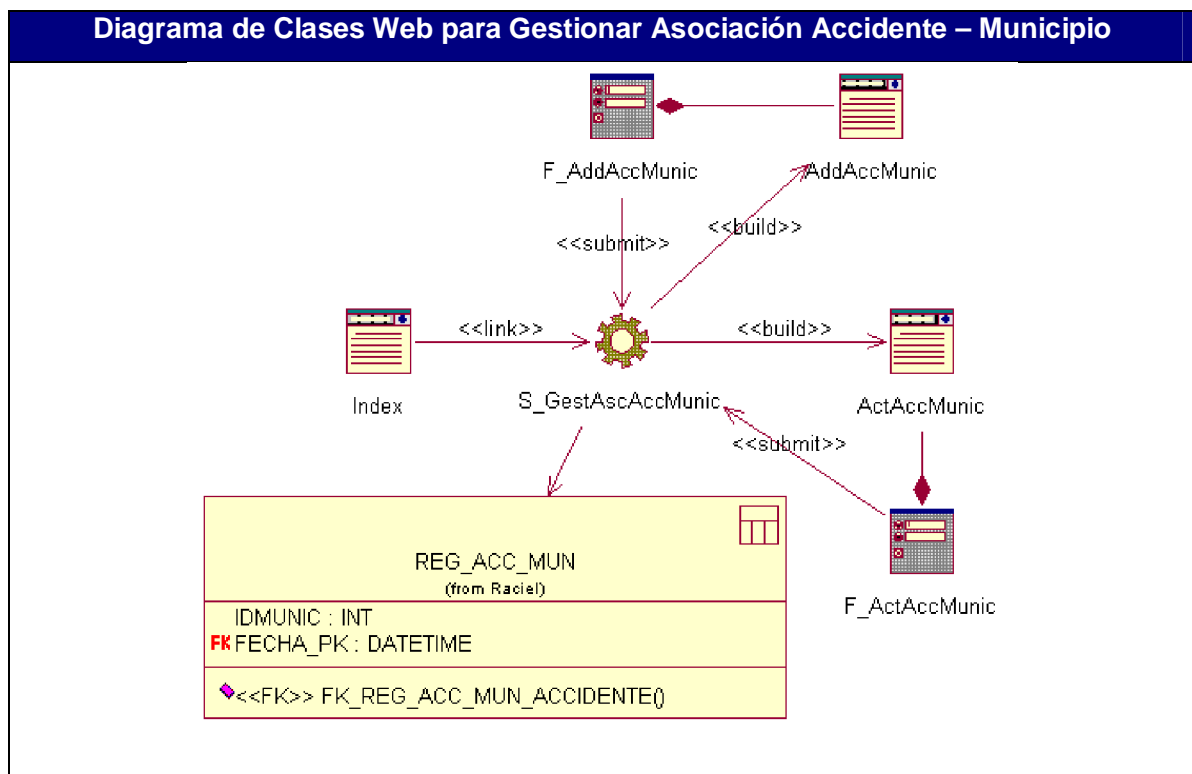 Diagrama de Clases Web para Gestionar Asociación Accidente – Municipio
F_AddAccMunic
AddAccMunic
<<build>>
<<submit>>
<<link>>
<<build>>
Index
S_GestAscAccMunic
ActAccMunic
<<submit>>
REG_ACC_MUN
(from Raciel)
F_ActAccMunic
IDMUNIC : INT
FK FECHA_PK : DATETIME
<<FK>> FK_REG_ACC_MUN_ACCIDENTE()